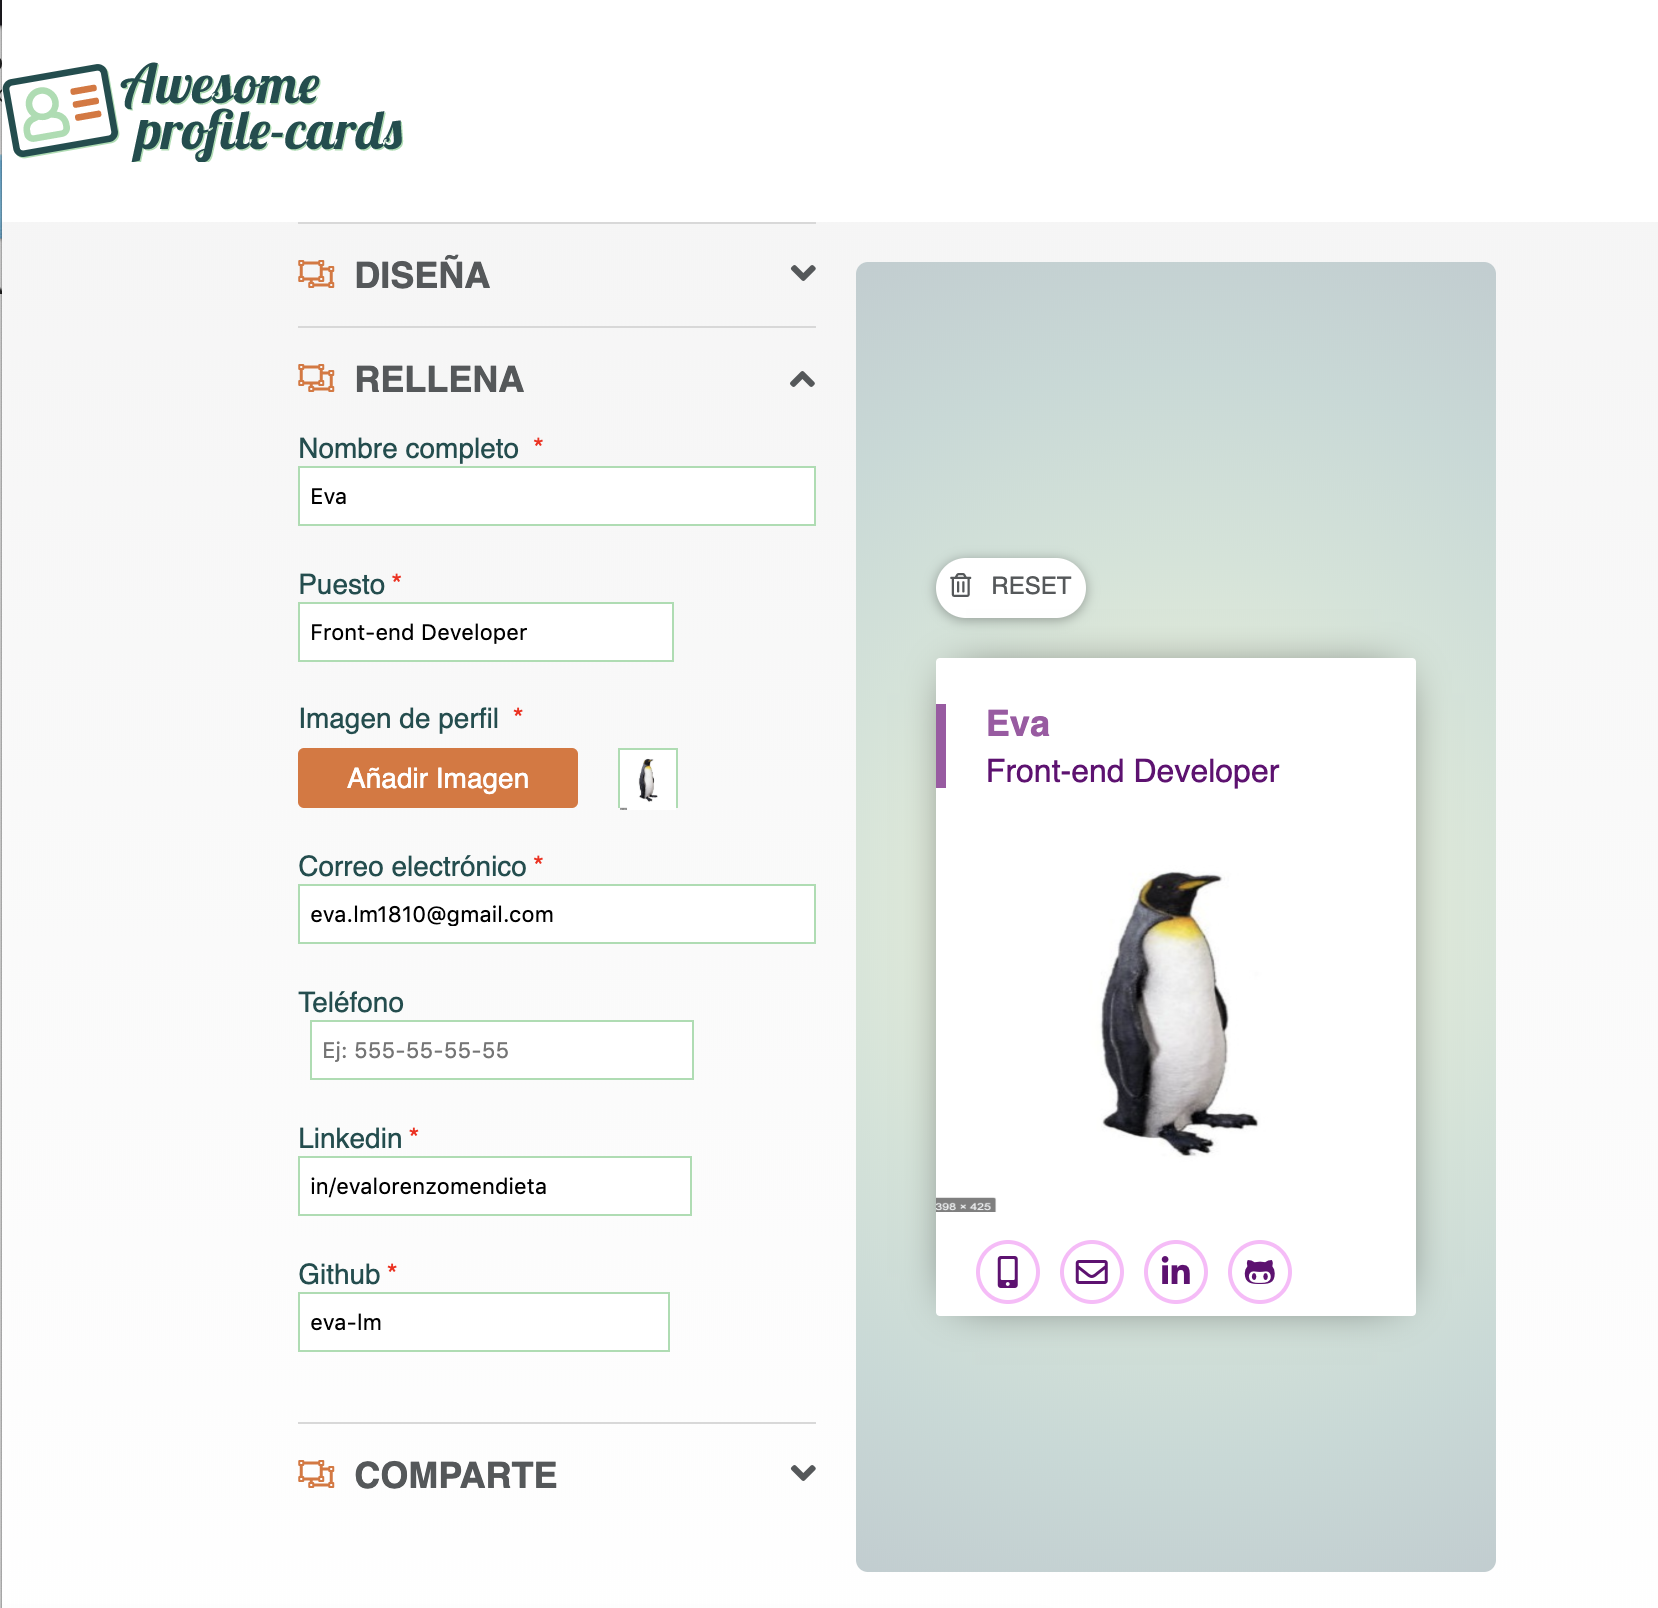 Awesome
profile-cards
DISEÑA
RELLENA
Nombre completo *
Eva
Puesto *
Front-end Developer
Imagen de perfil *
Añadir Imagen
Correo electrónico *
eva.lm1810@gmail.com
Teléfono
Ej: 555-55-55-55
Linkedin *
in/evalorenzomendieta
Github *
eva-lm
COMPARTE
RESET
Eva
Front-end Developer
398 × 425
in